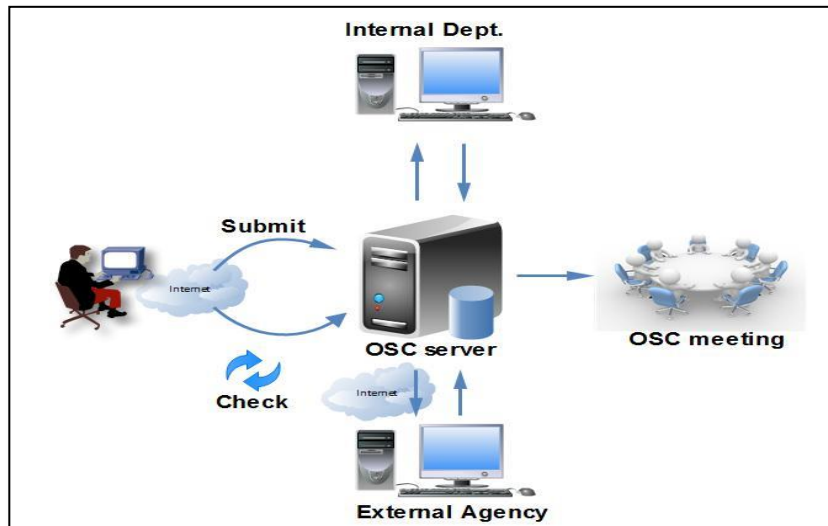 Internal Dept.
Submit
Internet
OSC server
OSC meeting
Internet
Check
External Agency